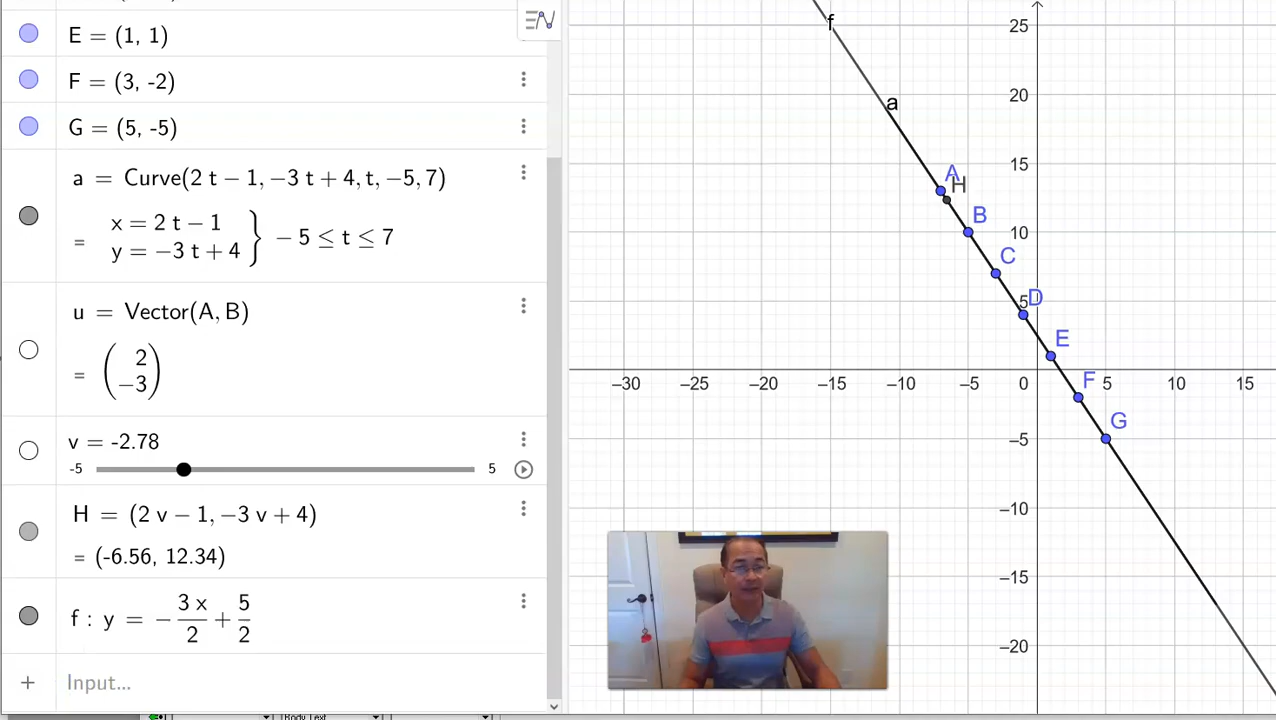 E = (1, 1)
F = (3, -2)
G = (5, -5)
a = Curve(2 t − 1, −3 t + 4, t, −5, 7)
= x = 2 t − 1
y = −3 t + 4 } − 5 ≤ t ≤ 7
u = Vector(A, B)
= ( 2
−3 )
v = -2.78
-5 5
H = (2 v − 1, −3 v + 4)
= (-6.56, 12.34)
f : y = − 3 x / 2 + 5 / 2
+ Input...
f
25
20
a
15
A
H
10
B
C
5
D
E
−30 −25 −20 −15 −10 −5 0 5 10 15
F
G
−5
−10
−15
−20
Body Text